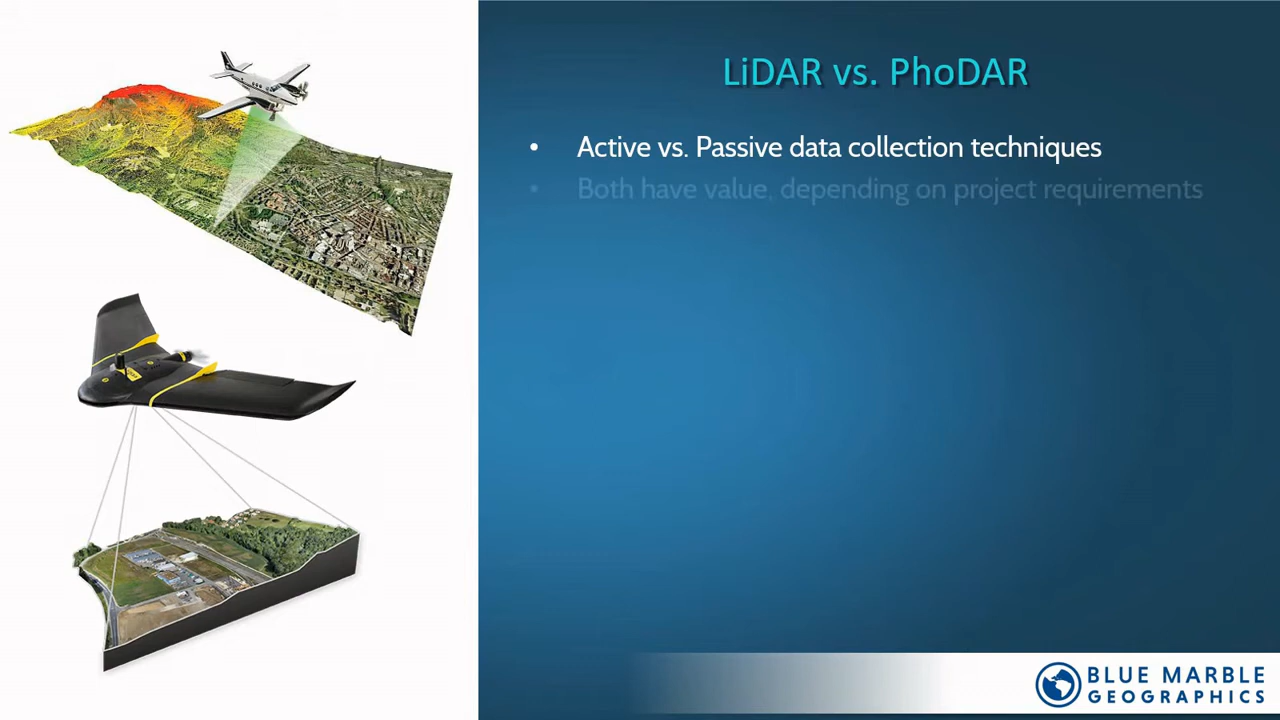 LiDAR vs. PhoDAR
• Active vs. Passive data collection techniques
• Both have value, depending on project requirements
BLUE MARBLE
GEOGRAPHICS